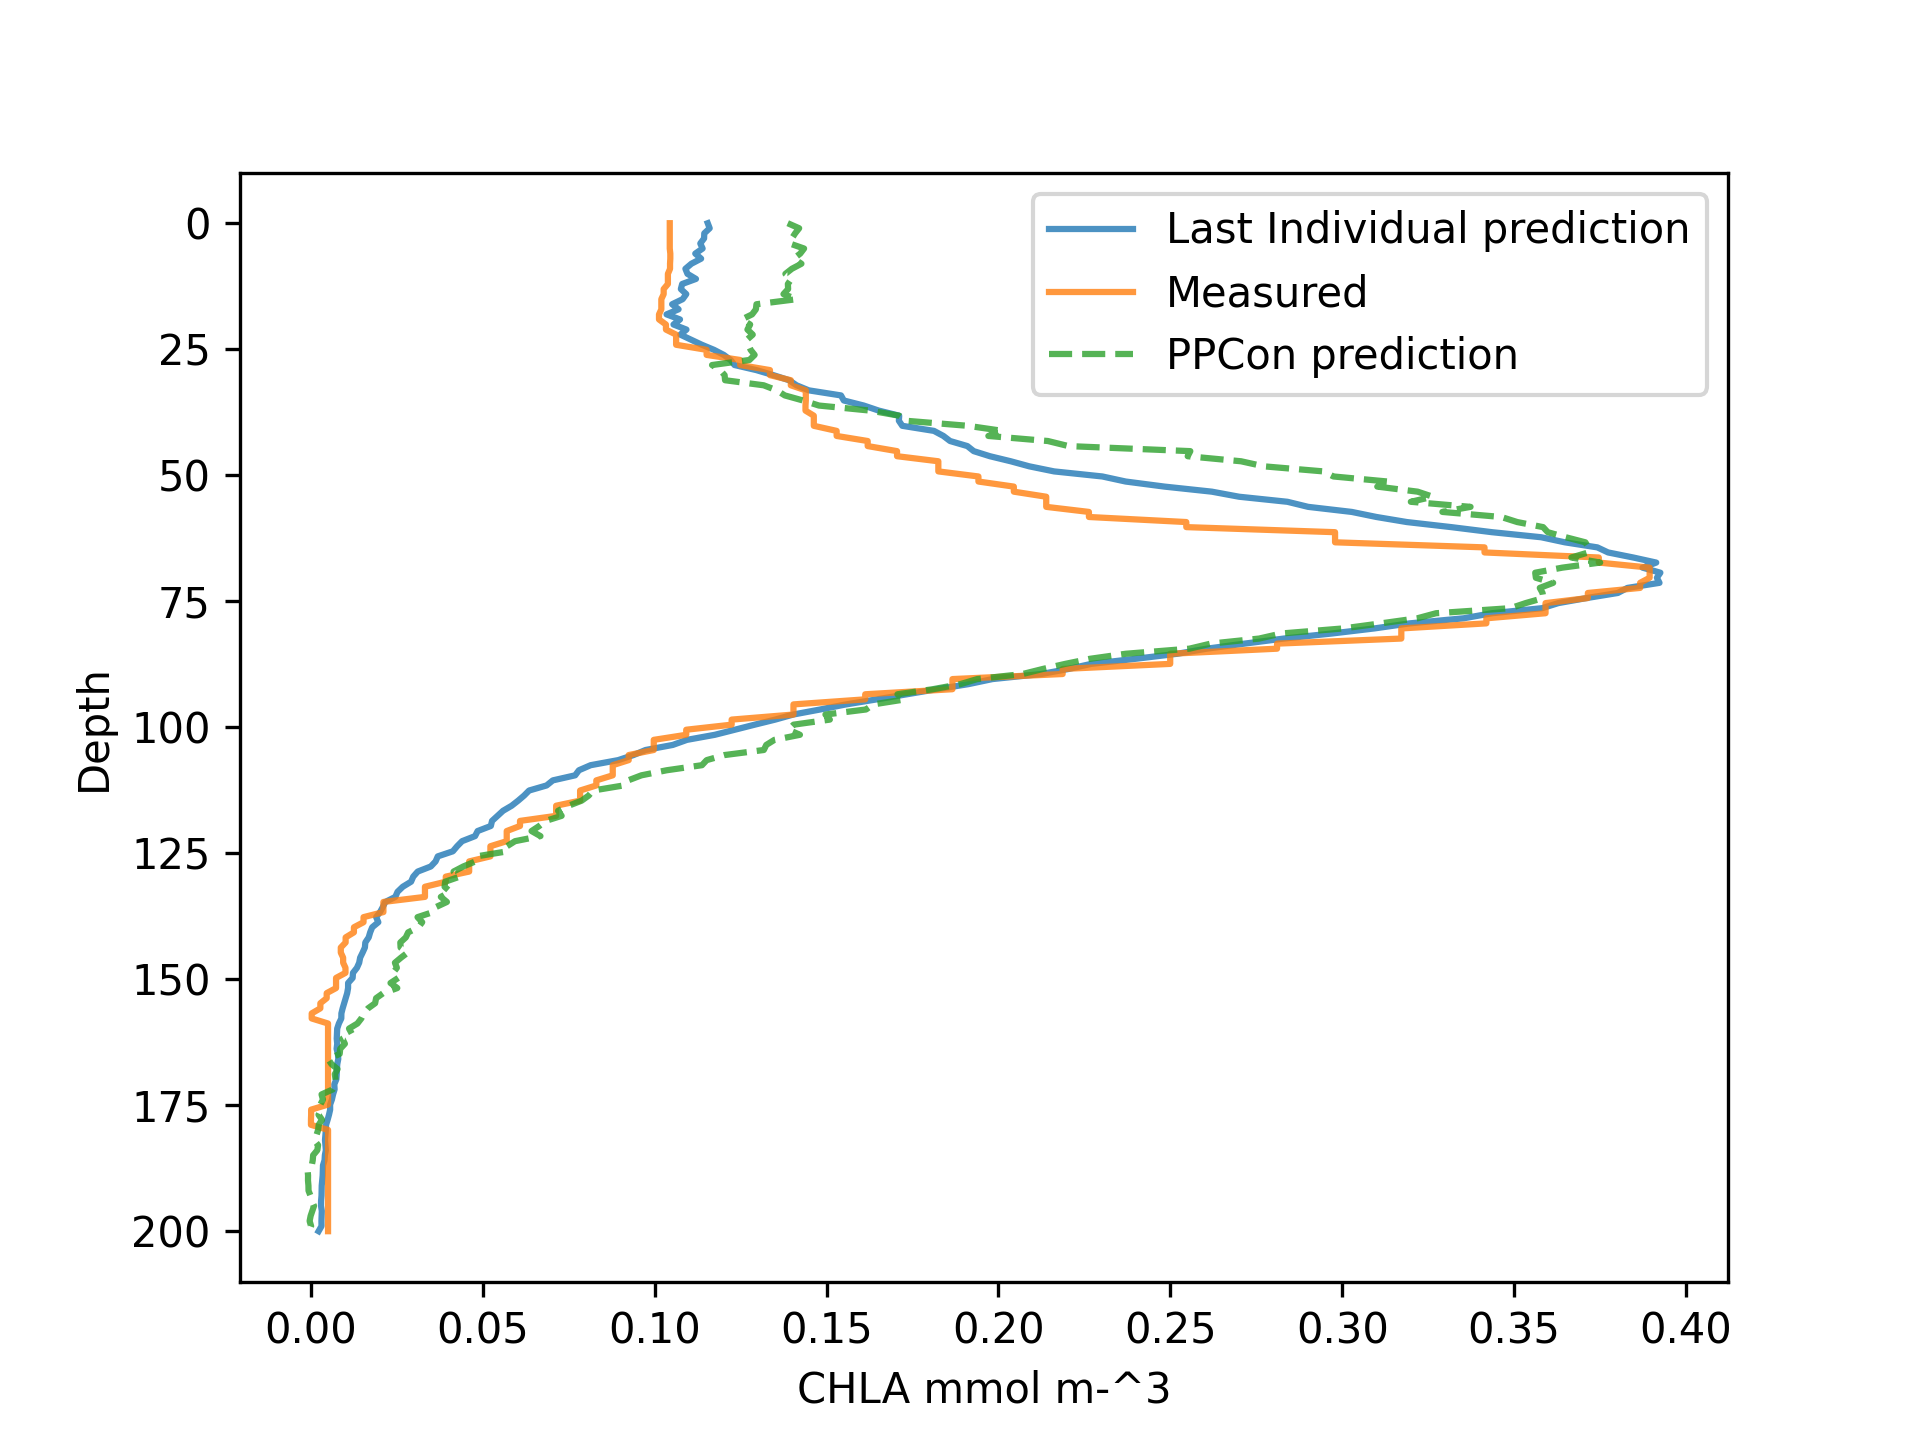 Last Individual prediction
Measured
PPCon prediction
0
25
50
75
100
125
150
175
200
Depth
0.00 0.05 0.10 0.15 0.20 0.25 0.30 0.35 0.40
CHLA mmol m-^3